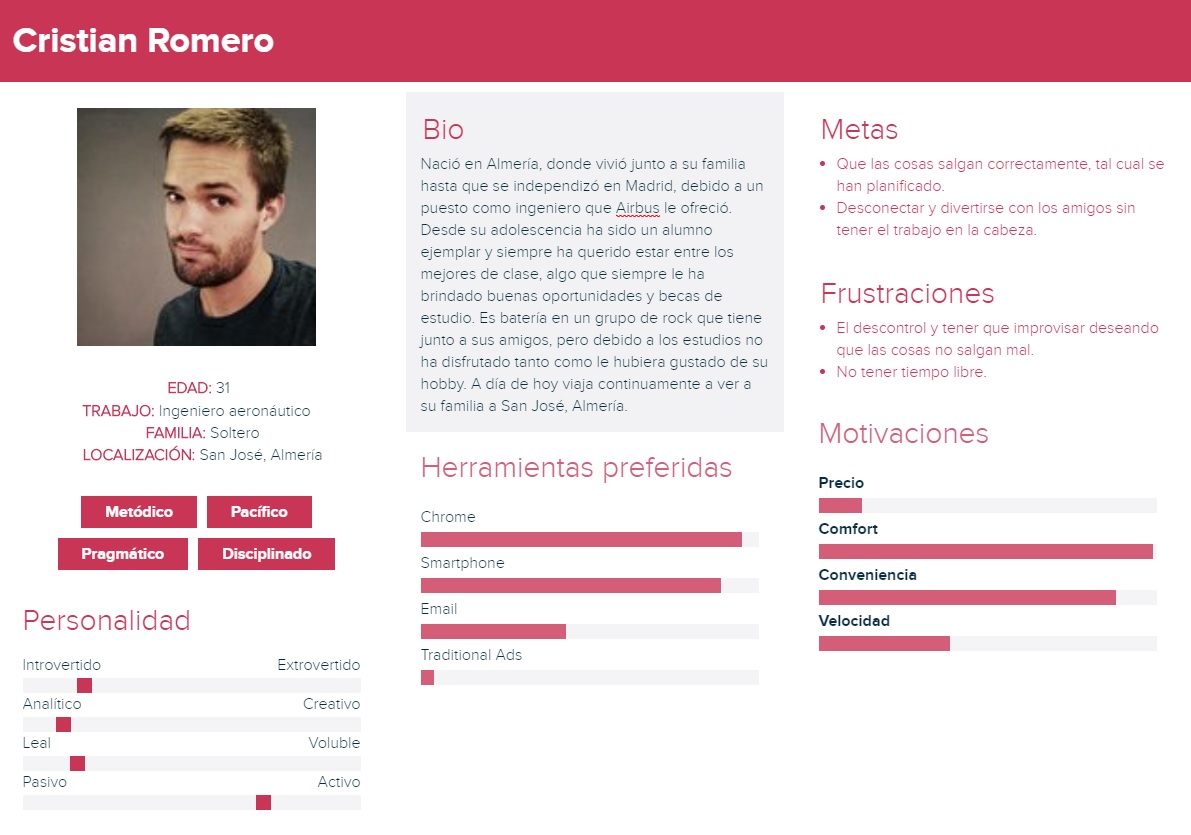 Cristian Romero
EDAD: 31
TRABAJO: Ingeniero aeronáutico
FAMILIA: Soltero
LOCALIZACIÓN: San José, Almería
Metódico
Pacífico
Pragmático
Disciplinado
Personalidad
Introvertido Extrovertido
Analítico Creativo
Leal Voluble
Pasivo Activo
Bio
Nació en Almería, donde vivió junto a su familia
hasta que se independizó en Madrid, debido a un
puesto como ingeniero que Airbus le ofreció.
Desde su adolescencia ha sido un alumno
ejemplar y siempre ha querido estar entre los
mejores de clase, algo que siempre le ha
brindado buenas oportunidades y becas de
estudio. Es batería en un grupo de rock que tiene
junto a sus amigos, pero debido a los estudios no
ha disfrutado tanto como le hubiera gustado de su
hobby. A día de hoy viaja continuamente a ver a
su familia a San José, Almería.
Herramientas preferidas
Chrome
Smartphone
Email
Traditional Ads
Metas
• Que las cosas salgan correctamente, tal cual se
han planificado.
• Desconectar y divertirse con los amigos sin
tener el trabajo en la cabeza.
Frustraciones
• El descontrol y tener que improvisar deseando
que las cosas no salgan mal.
• No tener tiempo libre.
Motivaciones
Precio
Comfort
Conveniencia
Velocidad